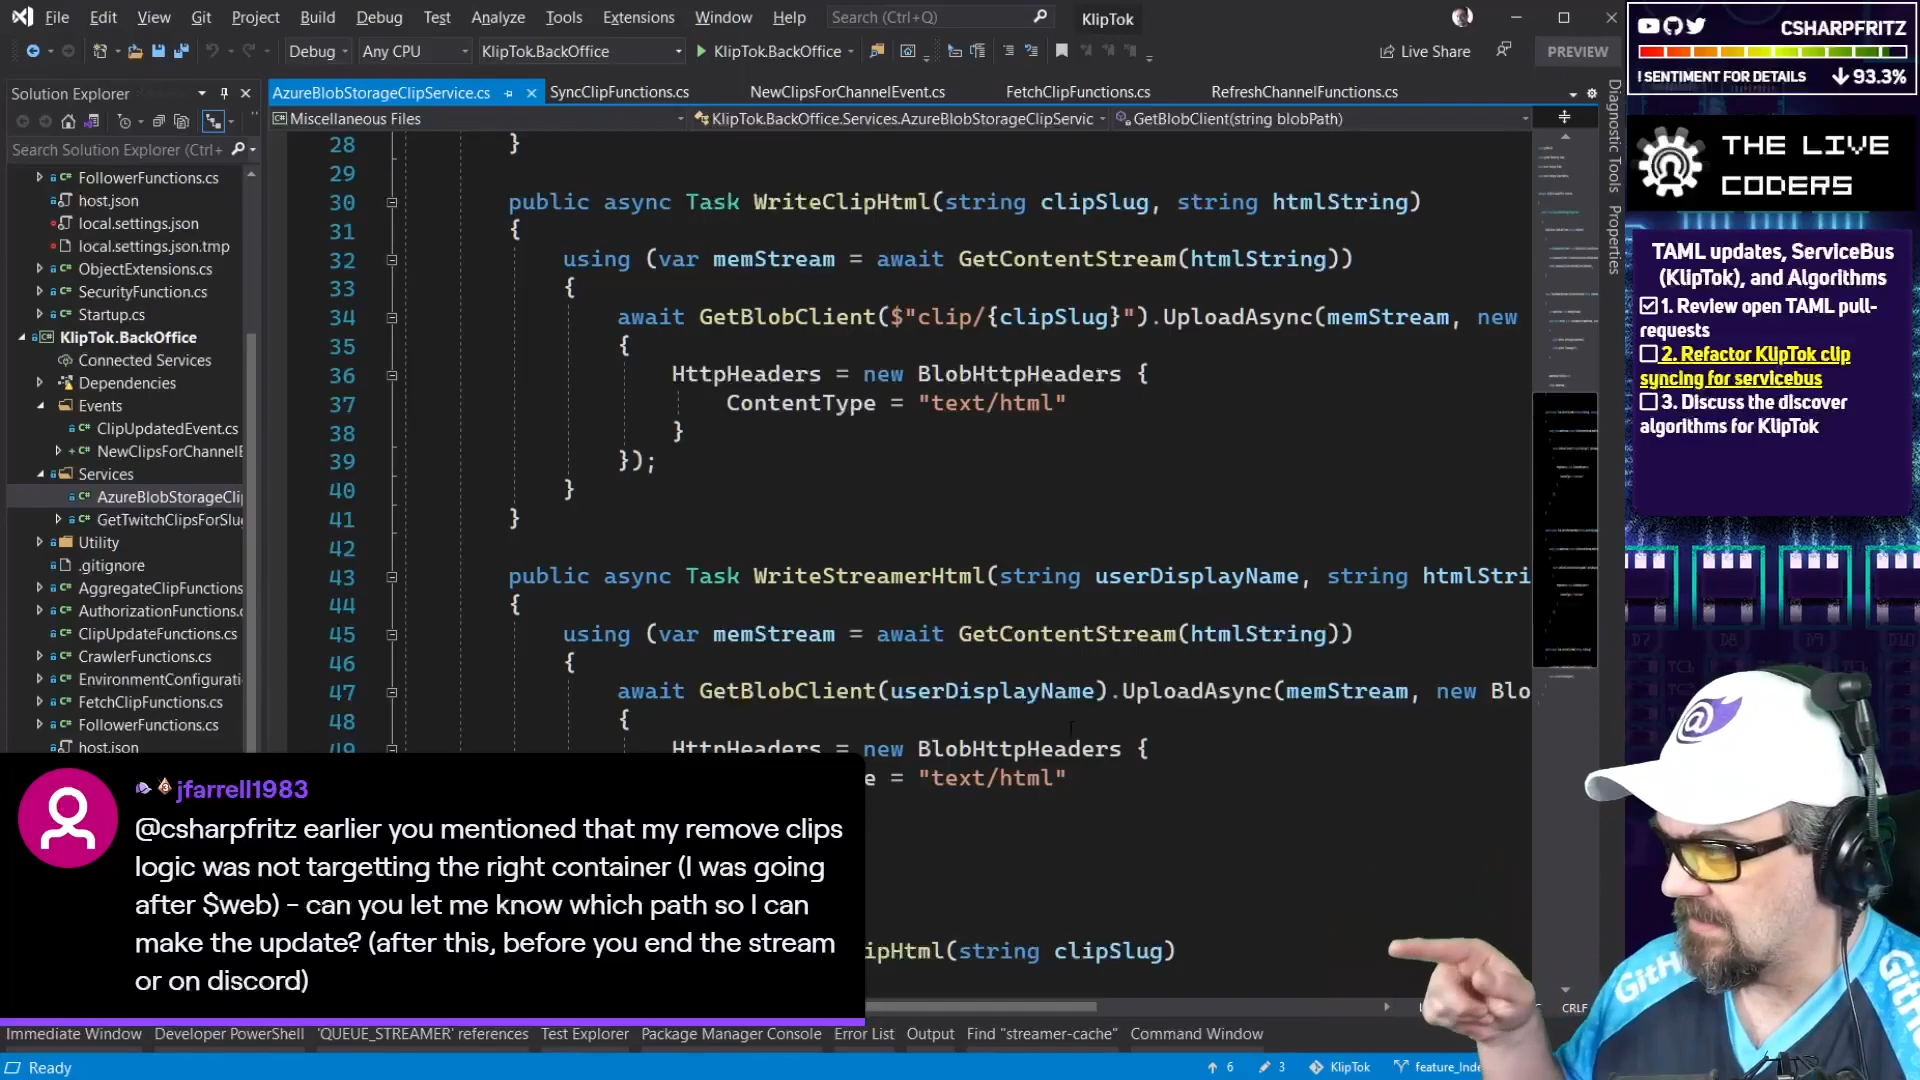 File Edit View Git Project Build Debug Test Analyze Tools Extensions Window Help Search (Ctrl+Q) KlipTok
Debug Any CPU KlipTok.BackOffice KlipTok.BackOffice Live Share PREVIEW
Solution Explorer
Search Solution Explorer (Ctrl+
FollowerFunctions.cs
host.json
local.settings.json
local.settings.json.tmp
ObjectExtensions.cs
SecurityFunction.cs
Startup.cs
KlipTok.BackOffice
Connected Services
Dependencies
Events
ClipUpdatedEvent.cs
NewClipsForChannelE
Services
AzureBlobStorageCli
GetTwitchClipsForSlu
Utility
.gitignore
AggregateClipFunctions
AuthorizationFunctions.c
ClipUpdateFunctions.cs
CrawlerFunctions.cs
EnvironmentConfigurati
FetchClipFunctions.cs
FollowerFunctions.cs
host.json
AzureBlobStorageClipService.cs SyncClipFunctions.cs NewClipsForChannelEvent.cs FetchClipFunctions.cs RefreshChannelFunctions.cs
Miscellaneous Files KlipTok.BackOffice.Services.AzureBlobStorageClipServic GetBlobClient(string blobPath)
28 }
29
30 public async Task WriteClipHtml(string clipSlug, string htmlString)
31 {
32 using (var memStream = await GetContentStream(htmlString))
33 {
34 await GetBlobClient($"clip/{clipSlug}").UploadAsync(memStream, new
35 {
36 HttpHeaders = new BlobHttpHeaders {
37 ContentType = "text/html"
38 }
39 });
40 }
41 }
42
43 public async Task WriteStreamerHtml(string userDisplayName, string htmlStri
44 {
45 using (var memStream = await GetContentStream(htmlString))
46 {
47 await GetBlobClient(userDisplayName).UploadAsync(memStream, new Blo
48 {
49 HttpHeaders = new BlobHttpHeaders {
e = "text/html"
ipHtml(string clipSlug)
CRLF
Diagnostic Tools
Properties
jfarrell1983
@csharpfritz earlier you mentioned that my remove clips
logic was not targetting the right container (I was going
after $web) - can you let me know which path so I can
make the update? (after this, before you end the stream
or on discord)
Immediate Window Developer PowerShell 'QUEUE_STREAMER' references Test Explorer Package Manager Console Error List Output Find "streamer-cache" Command Window
Ready 6 3 KlipTok feature_Inde
CSHARPFRITZ
! SENTIMENT FOR DETAILS 93.3%
THE LIVE
CODERS
TAML updates, ServiceBus
(KlipTok), and Algorithms
1. Review open TAML pull-
requests
2. Refactor KlipTok clip
syncing for servicebus
3. Discuss the discover
algorithms for KlipTok
GitH
Git